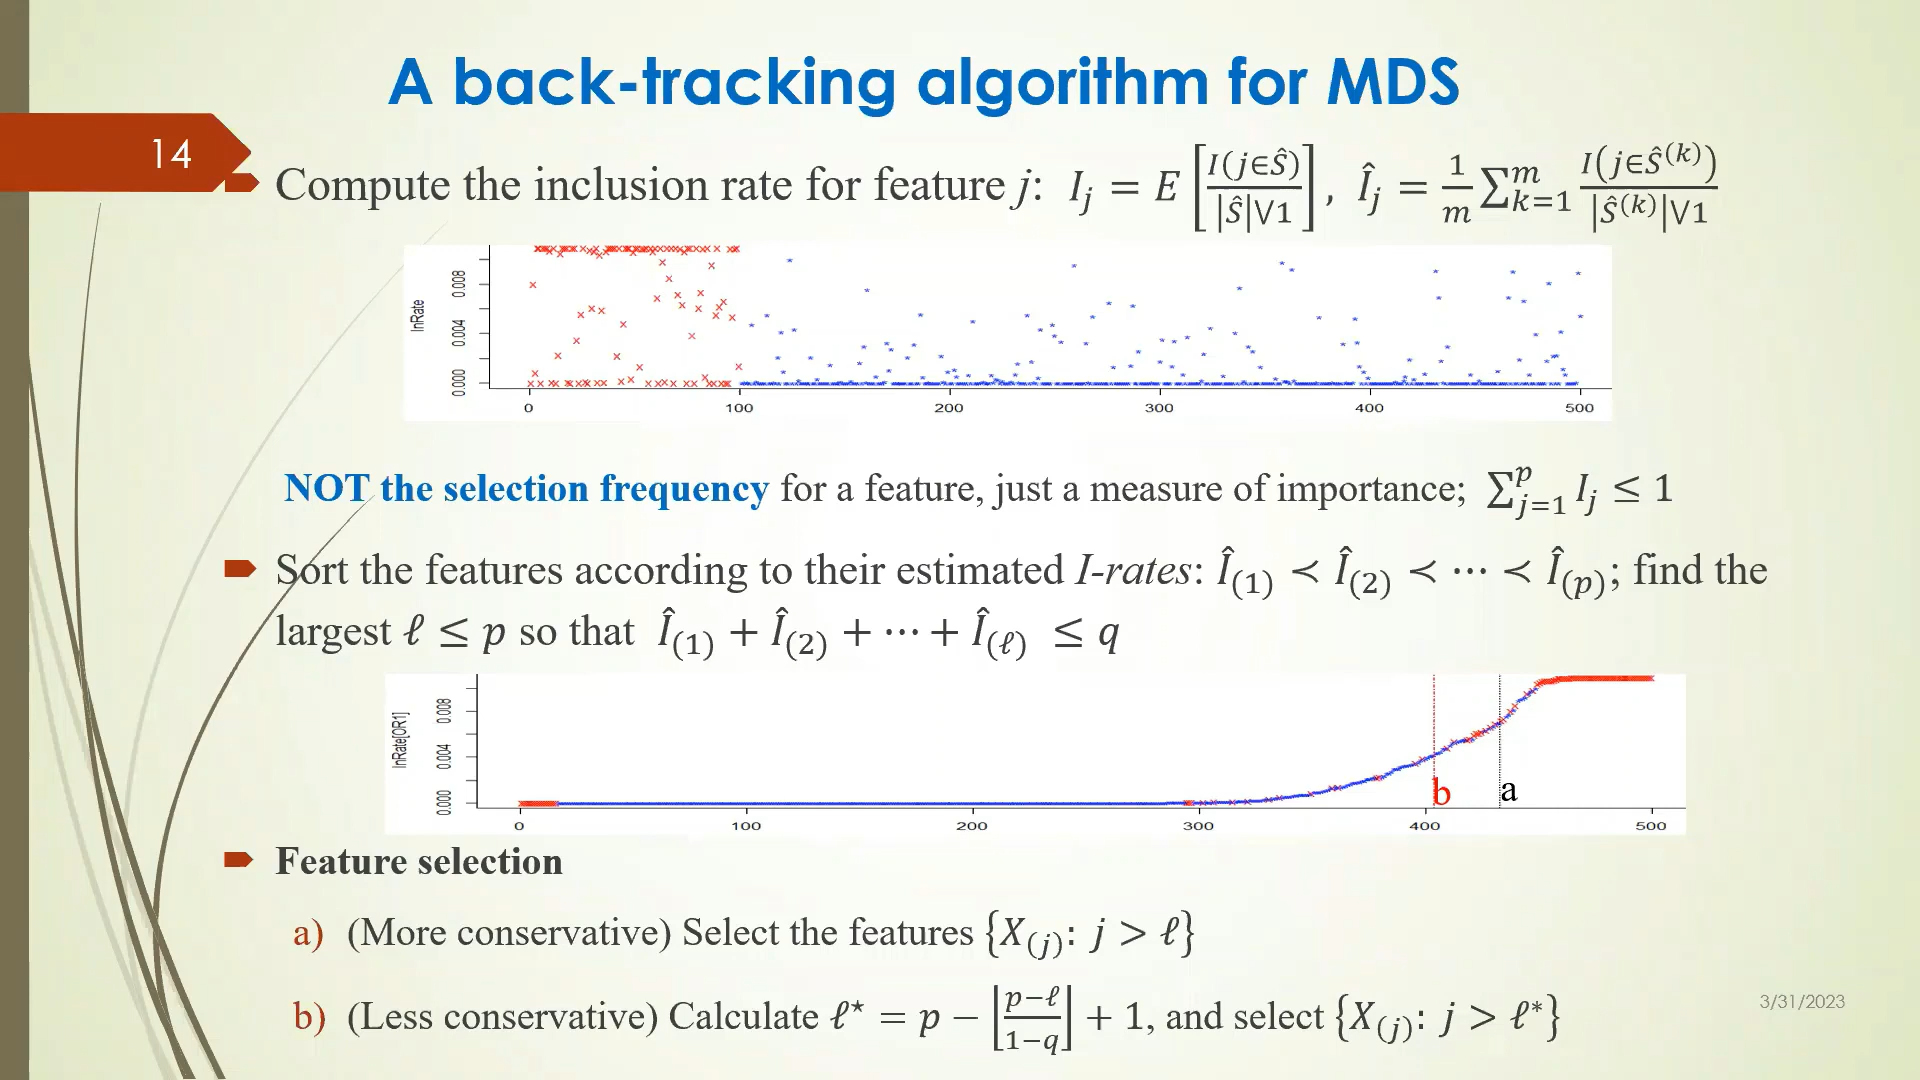 A back-tracking algorithm for MDS
14
Compute the inclusion rate for feature j: I_j = E[I(j∈Ŝ)/|Ŝ|∨1], Î_j = 1/m ∑_{k=1}^{m} I(j∈Ŝ^(k))/|Ŝ^(k)|∨1
InRate
0.008
0.004
0.000
0 100 200 300 400 500
NOT the selection frequency for a feature, just a measure of importance; ∑_{j=1}^{p} I_j ≤ 1
Sort the features according to their estimated I-rates: Î_(1) ≺ Î_(2) ≺ ⋯ ≺ Î_(p); find the
largest ℓ ≤ p so that Î_(1) + Î_(2) + ⋯ + Î_(ℓ) ≤ q
InRate[OR1]
0.008
0.004
0.000
b a
0 100 200 300 400 500
Feature selection
a) (More conservative) Select the features {X_(j): j > ℓ}
b) (Less conservative) Calculate ℓ⋆ = p − ⌊(p−ℓ)/(1−q)⌋ + 1, and select {X_(j): j > ℓ*}
3/31/2023